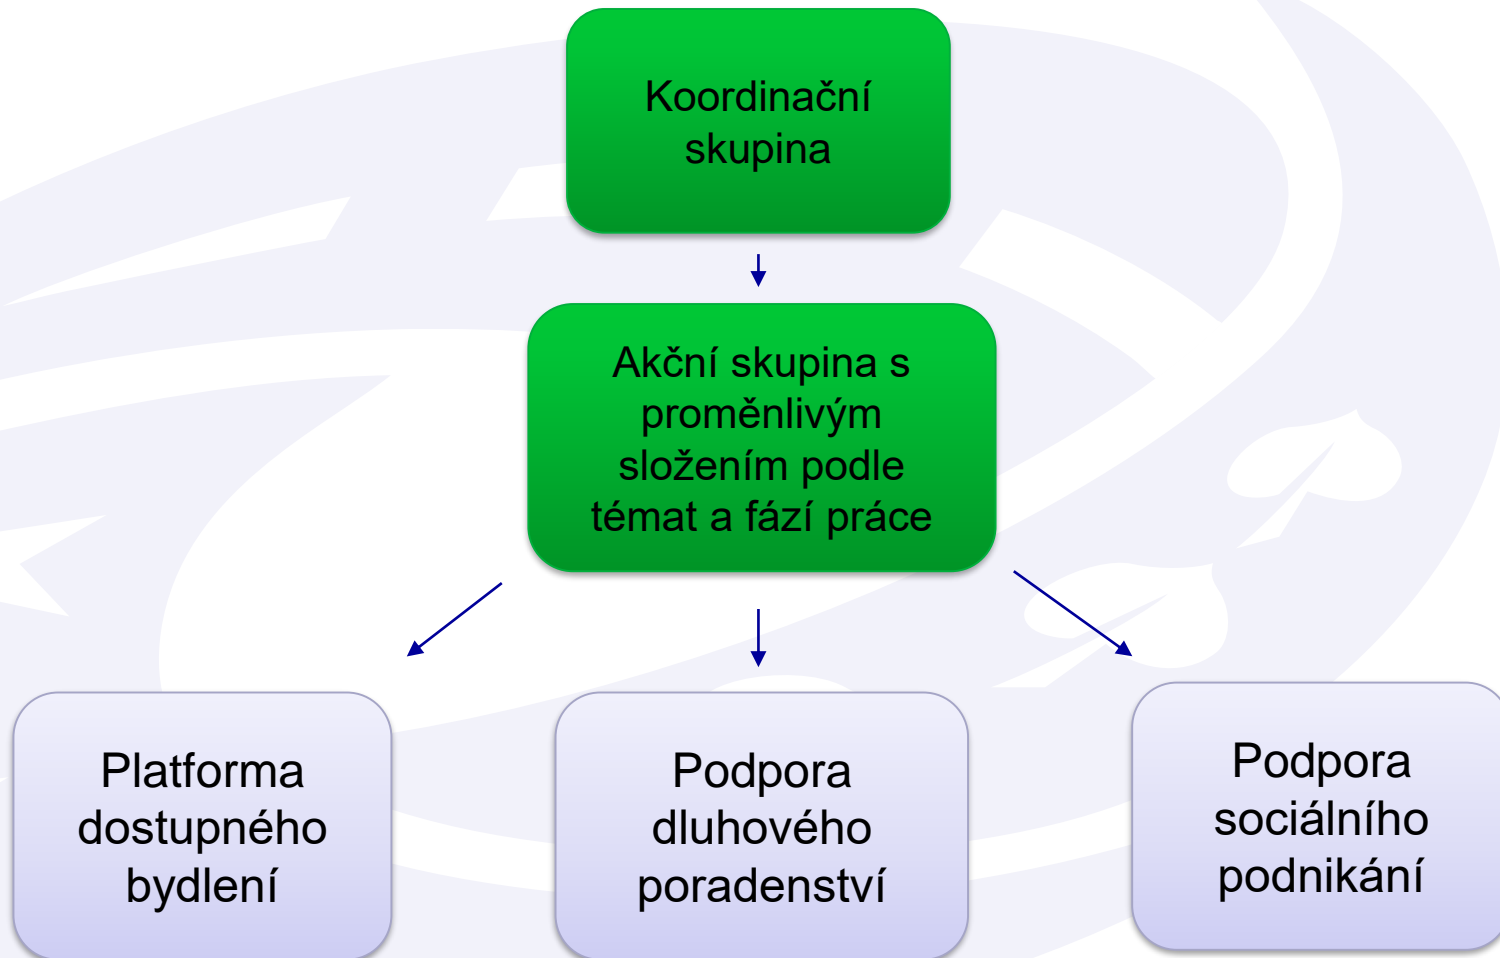 Koordinační
skupina
Akční skupina s
proměnlivým
složením podle
témat a fází práce
Platforma
dostupného
bydlení
Podpora
dluhového
poradenství
Podpora
sociálního
podnikání